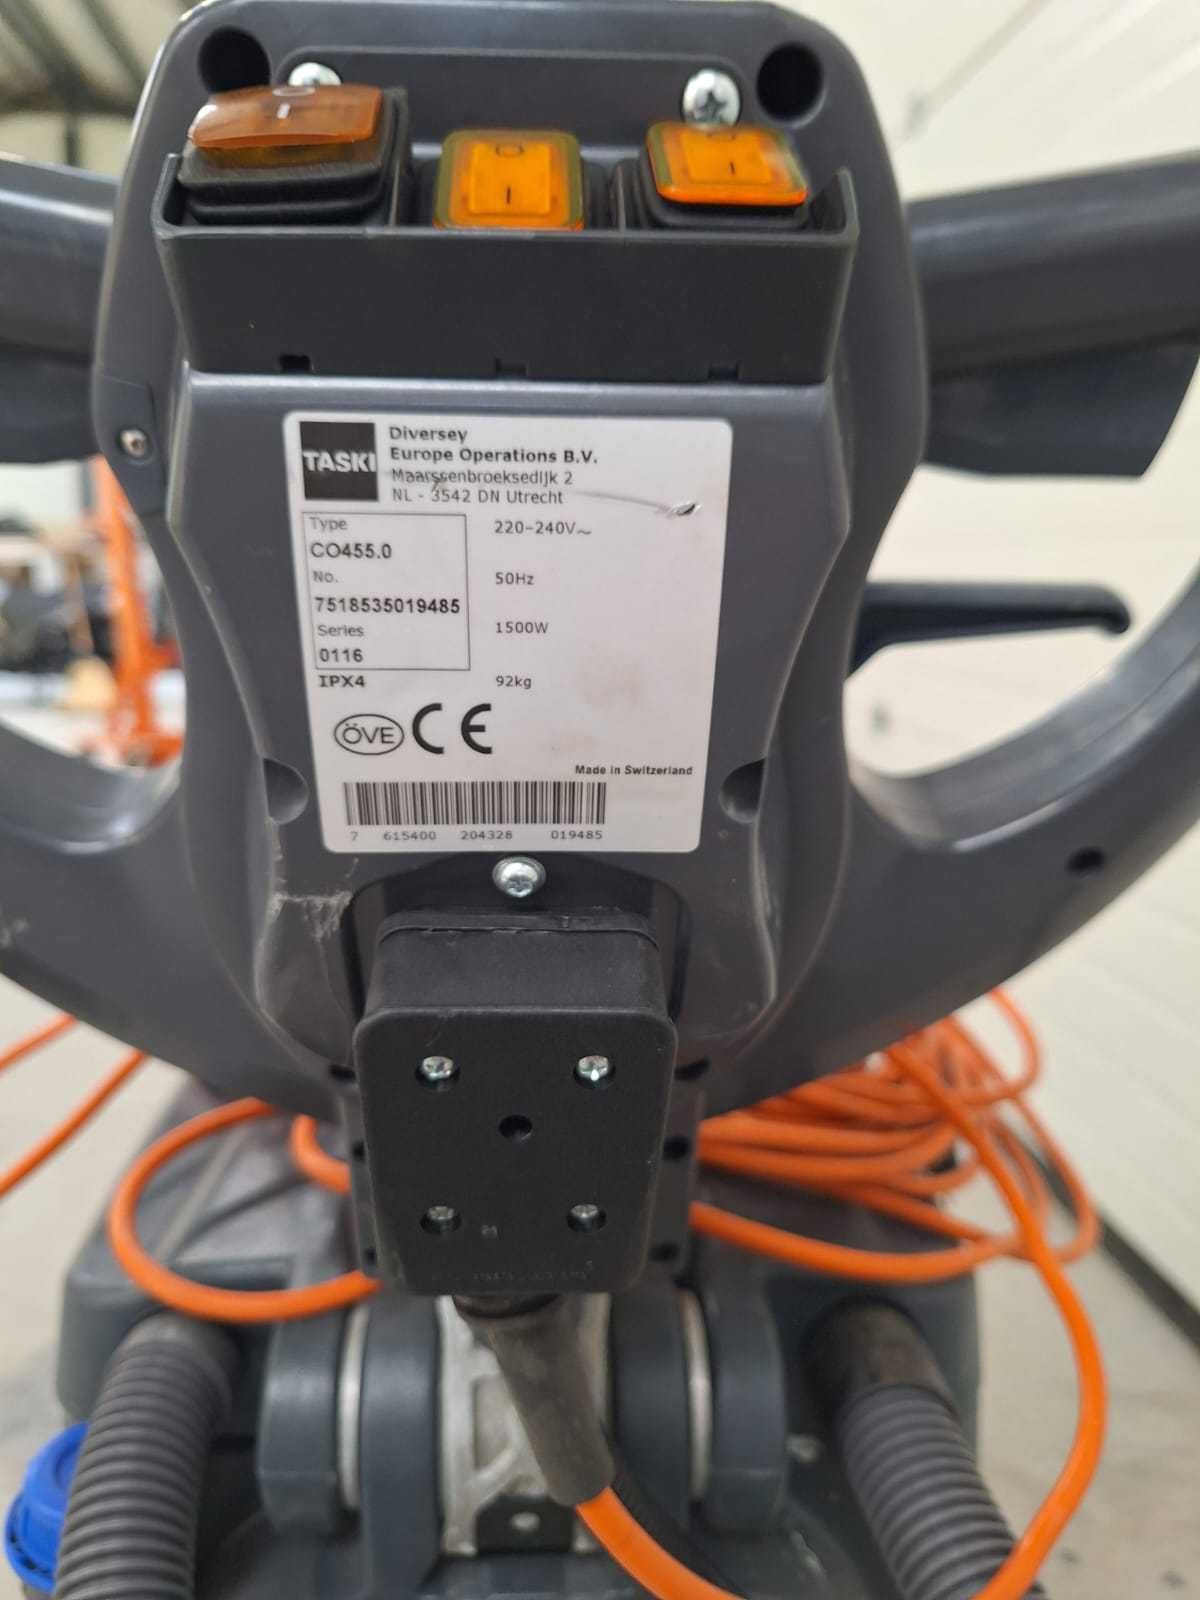 TASKI
Diversey
Europe Operations B.V.
Maarssenbroeksedijk 2
NL - 3542 DN Utrecht
Type
CO455.0
No.
7518535019485
Series
0116
IPX4
220-240V~
50Hz
1500W
92kg
ÖVE CE
Made in Switzerland
7 615400 204328 019485